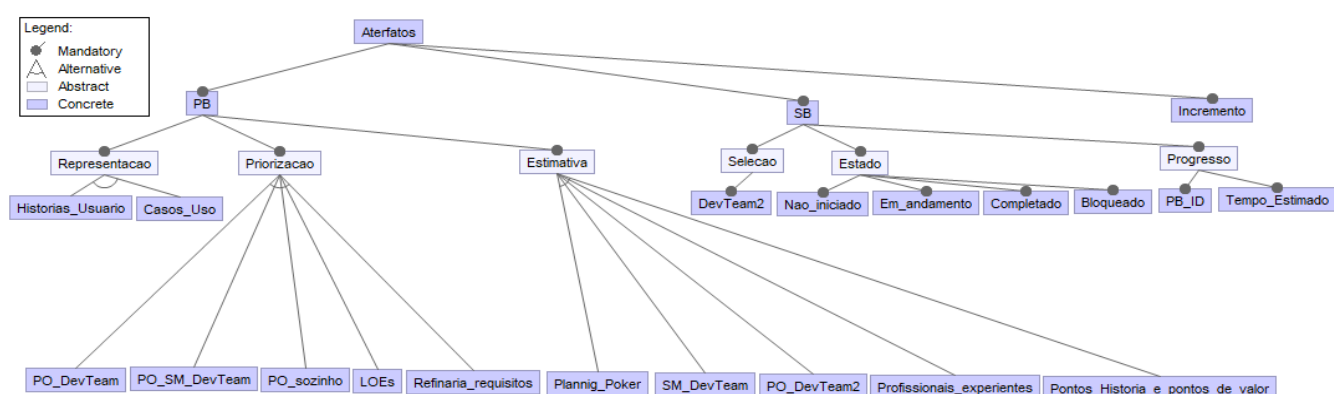 Legend:
Mandatory
Alternative
Abstract
Concrete
Aterfatos
PB
SB
Incremento
Representacao
Priorizacao
Estimativa
Selecao
Estado
Progresso
Historias_Usuario
Casos_Uso
DevTeam2
Nao_iniciado
Em_andamento
Completado
Bloqueado
PB_ID
Tempo_Estimado
PO_DevTeam
PO_SM_DevTeam
PO_sozinho
LOEs
Refinaria_requisitos
Plannig_Poker
SM_DevTeam
PO_DevTeam2
Profissionais_experientes
Pontos_Historia_e_pontos_de_valor